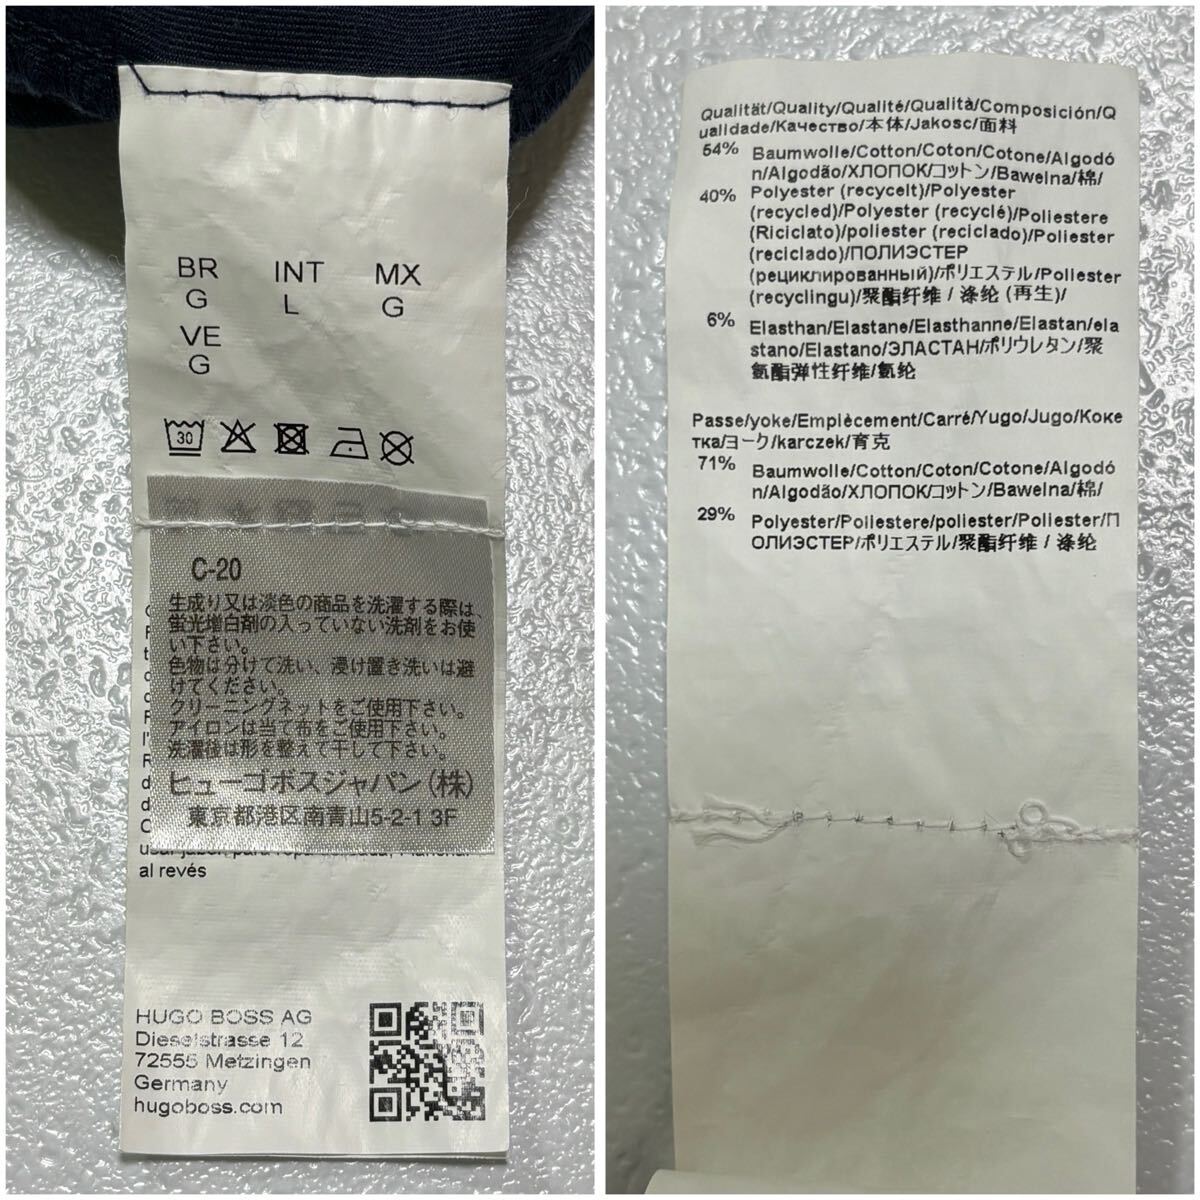 BR INT MX
G L G
VE
G
30
C-20
生成り又は淡色の商品を洗濯する際は、
蛍光増白剤の入っていない洗剤をお使
い下さい。
色物は分けて洗い、浸け置き洗いは避
けてください。
クリーニングネットをご使用下さい。
アイロンは当て布をご使用下さい。
洗濯後は形を整えて干して下さい。
ヒューゴボスジャパン(株)
東京都港区南青山5-2-1 3F
al revés
HUGO BOSS AG
Dieselstrasse 12
72555 Metzingen
Germany
hugoboss.com
Qualität/Quality/Qualité/Qualità/Composición/Q
ualidade/Качество/本体/Jakosc/面料
54% Baumwolle/Cotton/Coton/Cotone/Algodó
n/Algodão/ХЛОПОК/コットン/Bawelna/棉/
40% Polyester (recycelt)/Polyester
(recycled)/Polyester (recyclé)/Poliestere
(Riciclato)/poliester (reciclado)/Poliester
(reciclado)/ПОЛИЭСТЕР
(рециклированный)/ポリエステル/Poliester
(recyclingu)/聚酯纤维 / 涤纶 (再生)/
6% Elasthan/Elastane/Elasthanne/Elastan/ela
stano/Elastano/ЭЛАСТАН/ポリウレタン/聚
氨酯弹性纤维/氨纶
Passe/yoke/Emplècement/Carré/Yugo/Jugo/Коке
тка/ヨーク/karczek/育克
71% Baumwolle/Cotton/Coton/Cotone/Algodó
n/Algodão/ХЛОПОК/コットン/Bawelna/棉/
29% Polyester/Poliestere/poliester/Poliester/П
ОЛИЭСТЕР/ポリエステル/聚酯纤维 / 涤纶